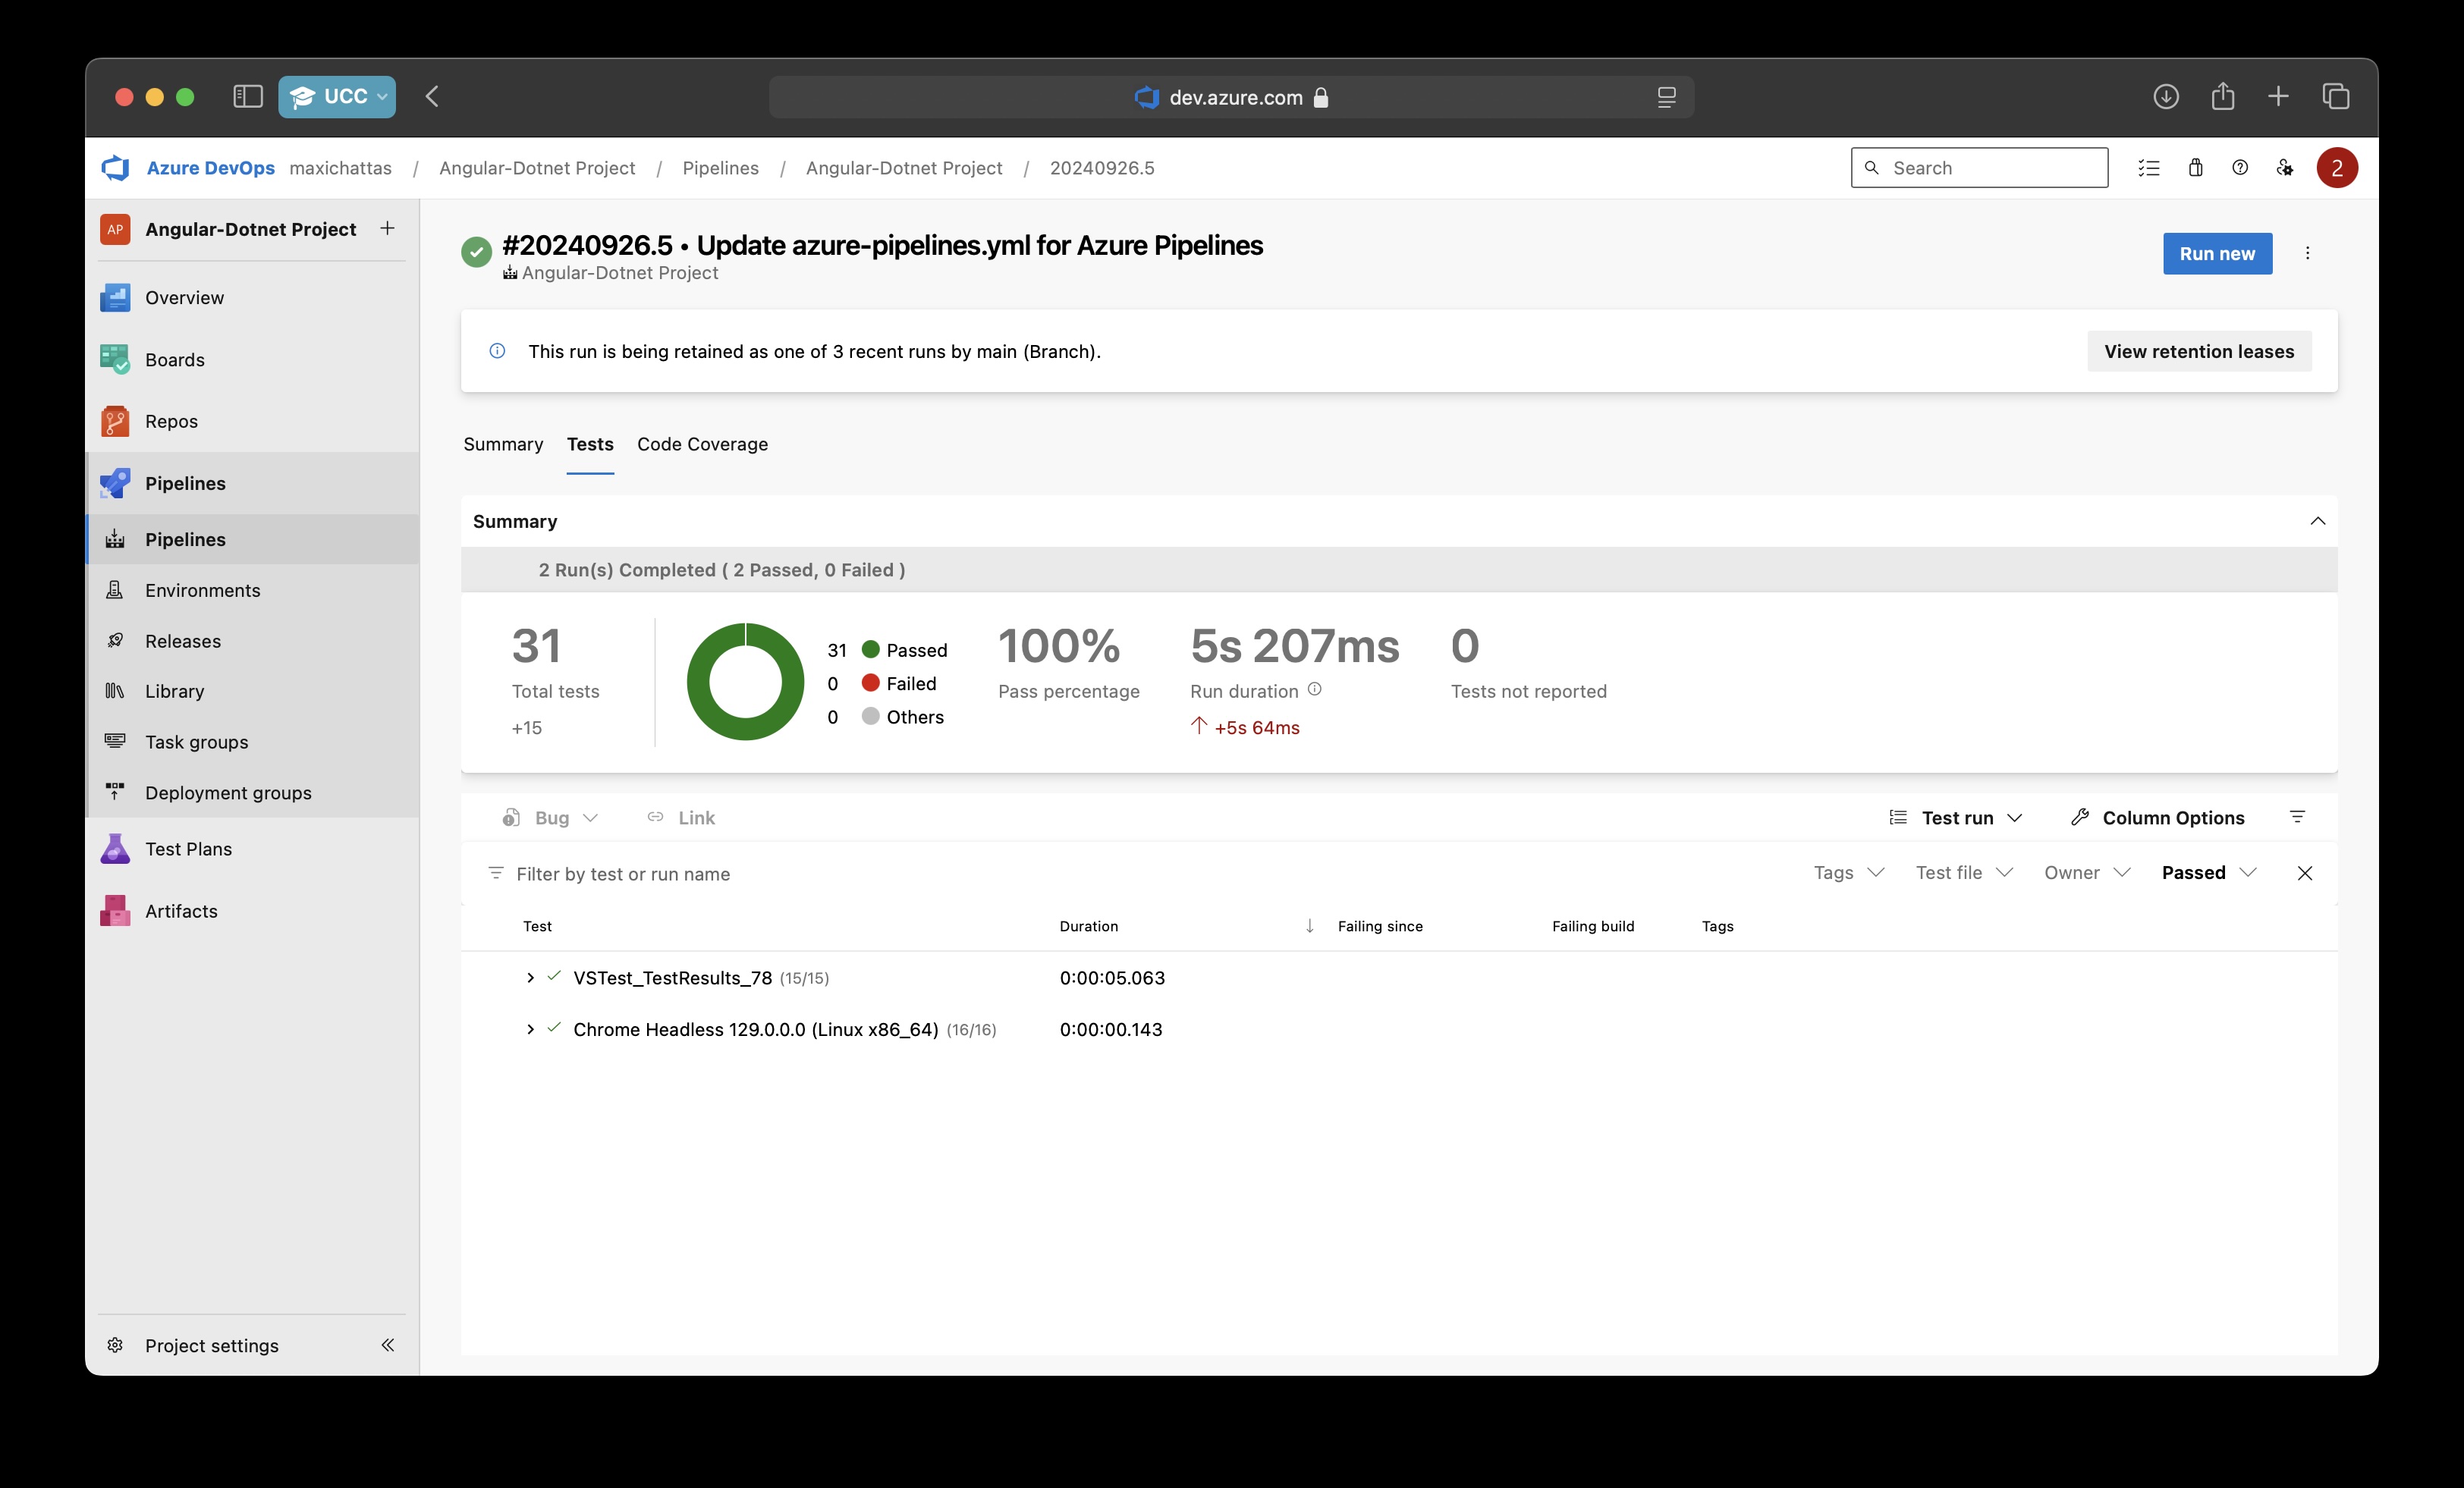 UCC
dev.azure.com
Azure DevOps maxichattas / Angular-Dotnet Project / Pipelines / Angular-Dotnet Project / 20240926.5
Search
2
AP Angular-Dotnet Project
Overview
Boards
Repos
Pipelines
Pipelines
Environments
Releases
Library
Task groups
Deployment groups
Test Plans
Artifacts
Project settings
#20240926.5 • Update azure-pipelines.yml for Azure Pipelines
Angular-Dotnet Project
Run new
This run is being retained as one of 3 recent runs by main (Branch).
View retention leases
Summary Tests Code Coverage
Summary
2 Run(s) Completed ( 2 Passed, 0 Failed )
31
Total tests
+15
31 Passed
0 Failed
0 Others
100%
Pass percentage
5s 207ms
Run duration
+5s 64ms
0
Tests not reported
Bug Link Test run Column Options
Filter by test or run name Tags Test file Owner Passed
Test Duration Failing since Failing build Tags
VSTest_TestResults_78 (15/15) 0:00:05.063
Chrome Headless 129.0.0.0 (Linux x86_64) (16/16) 0:00:00.143